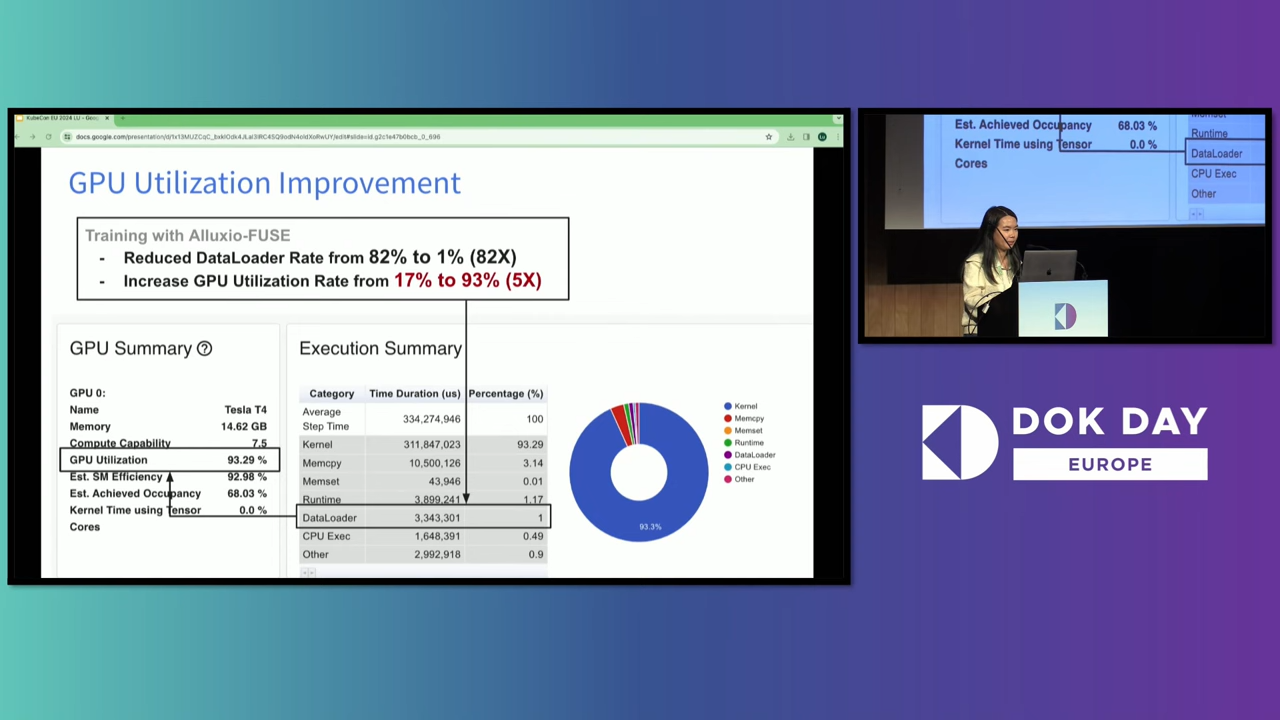 KubeCon EU 2024 LU - Goog
GPU Utilization Improvement
Training with Alluxio-FUSE
- Reduced DataLoader Rate from 82% to 1% (82X)
- Increase GPU Utilization Rate from 17% to 93% (5X)
GPU Summary ?
GPU 0:
Name Tesla T4
Memory 14.62 GB
Compute Capability 7.5
GPU Utilization 93.29 %
Est. SM Efficiency 92.98 %
Est. Achieved Occupancy 68.03 %
Kernel Time using Tensor 0.0 %
Cores
Execution Summary
Category Time Duration (us) Percentage (%)
Average
Step Time 334,274,946 100
Kernel 311,847,023 93.29
Memcpy 10,500,126 3.14
Memset 43,946 0.01
Runtime 3,899,241 1.17
DataLoader 3,343,301 1
CPU Exec 1,648,391 0.49
Other 2,992,918 0.9
93.3%
Kernel
Memcpy
Memset
Runtime
DataLoader
CPU Exec
Other
Est. Achieved Occupancy 68.03 %
Kernel Time using Tensor 0.0 %
Cores
Runtime
DataLoader
CPU Exec
Other
DOK DAY
EUROPE